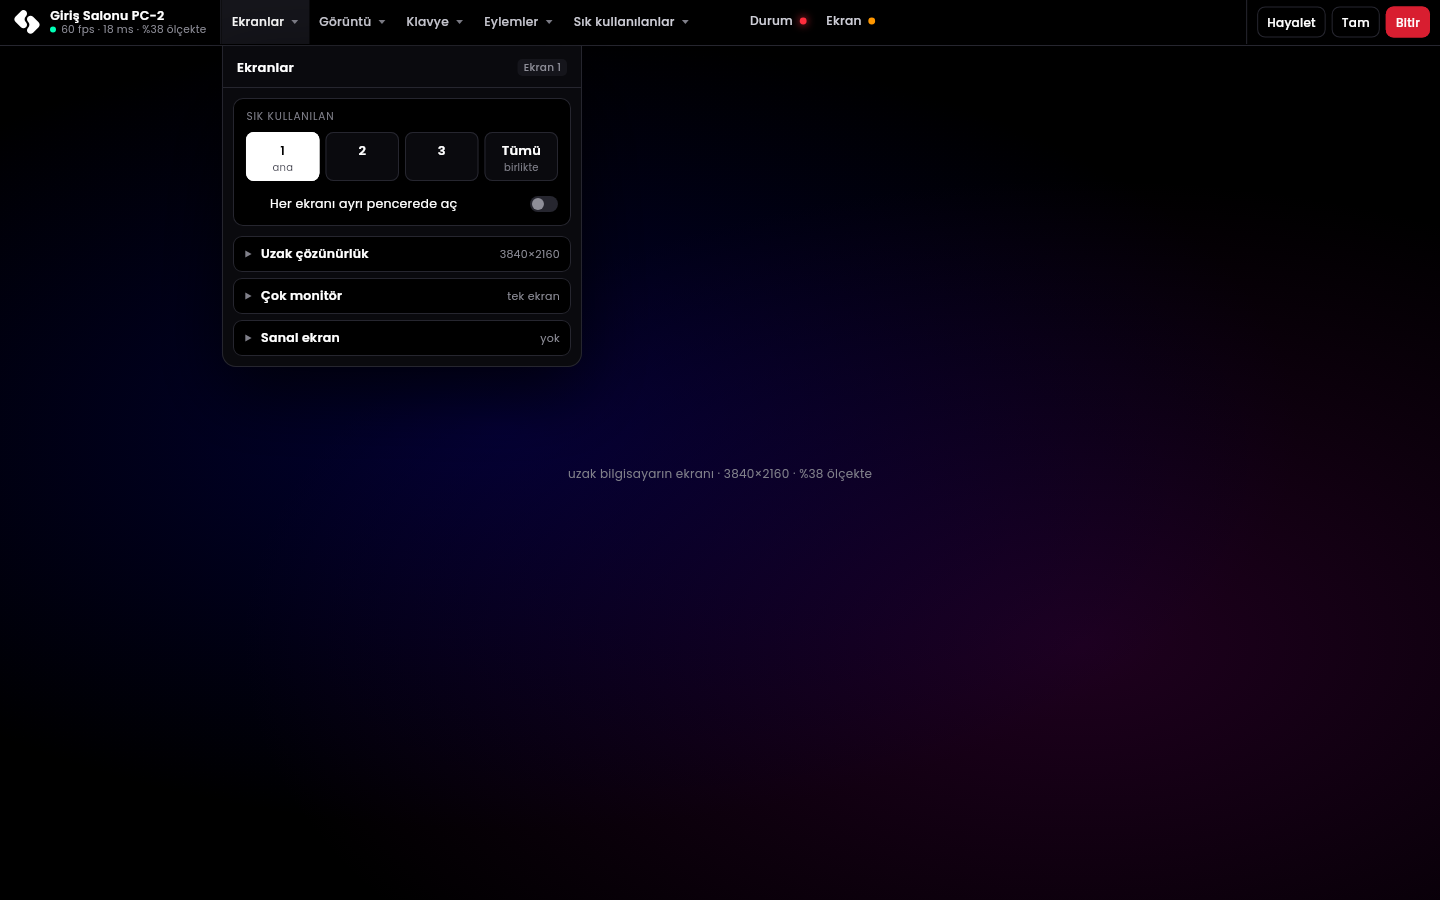 Giriş Salonu PC-2
60 fps · 18 ms · %38 ölçekte
Ekranlar
Görüntü
Klavye
Eylemler
Sık kullanılanlar
Durum
Ekran
Hayalet
Tam
Bitir
Ekranlar
Ekran 1
SIK KULLANILAN
1
ana
2
3
Tümü
birlikte
Her ekranı ayrı pencerede aç
Uzak çözünürlük
3840×2160
Çok monitör
tek ekran
Sanal ekran
yok
uzak bilgisayarın ekranı · 3840×2160 · %38 ölçekte